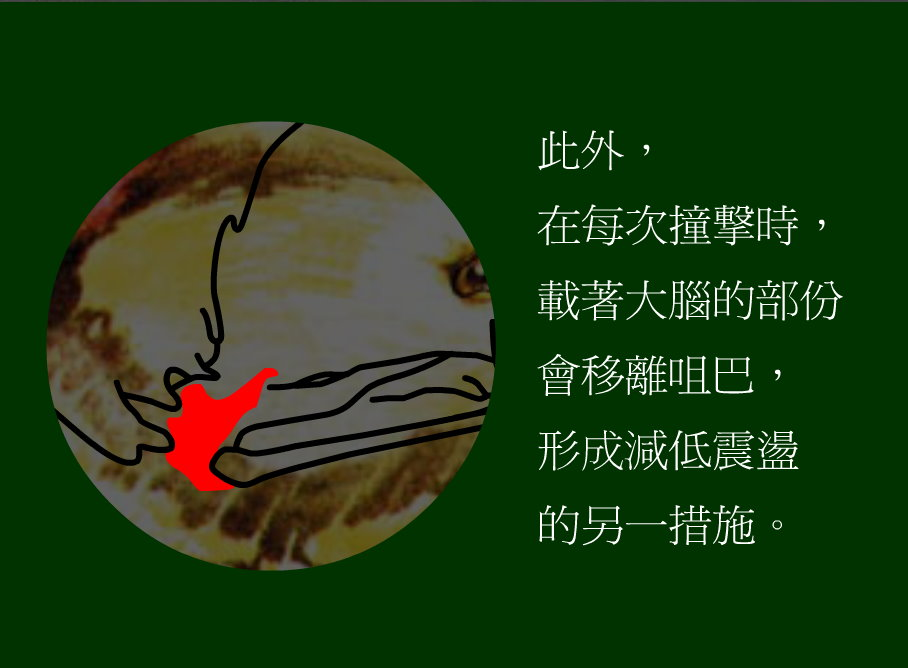 此外，
在每次撞擊時，
載著大腦的部份
會移離咀巴，
形成減低震盪
的另一措施。